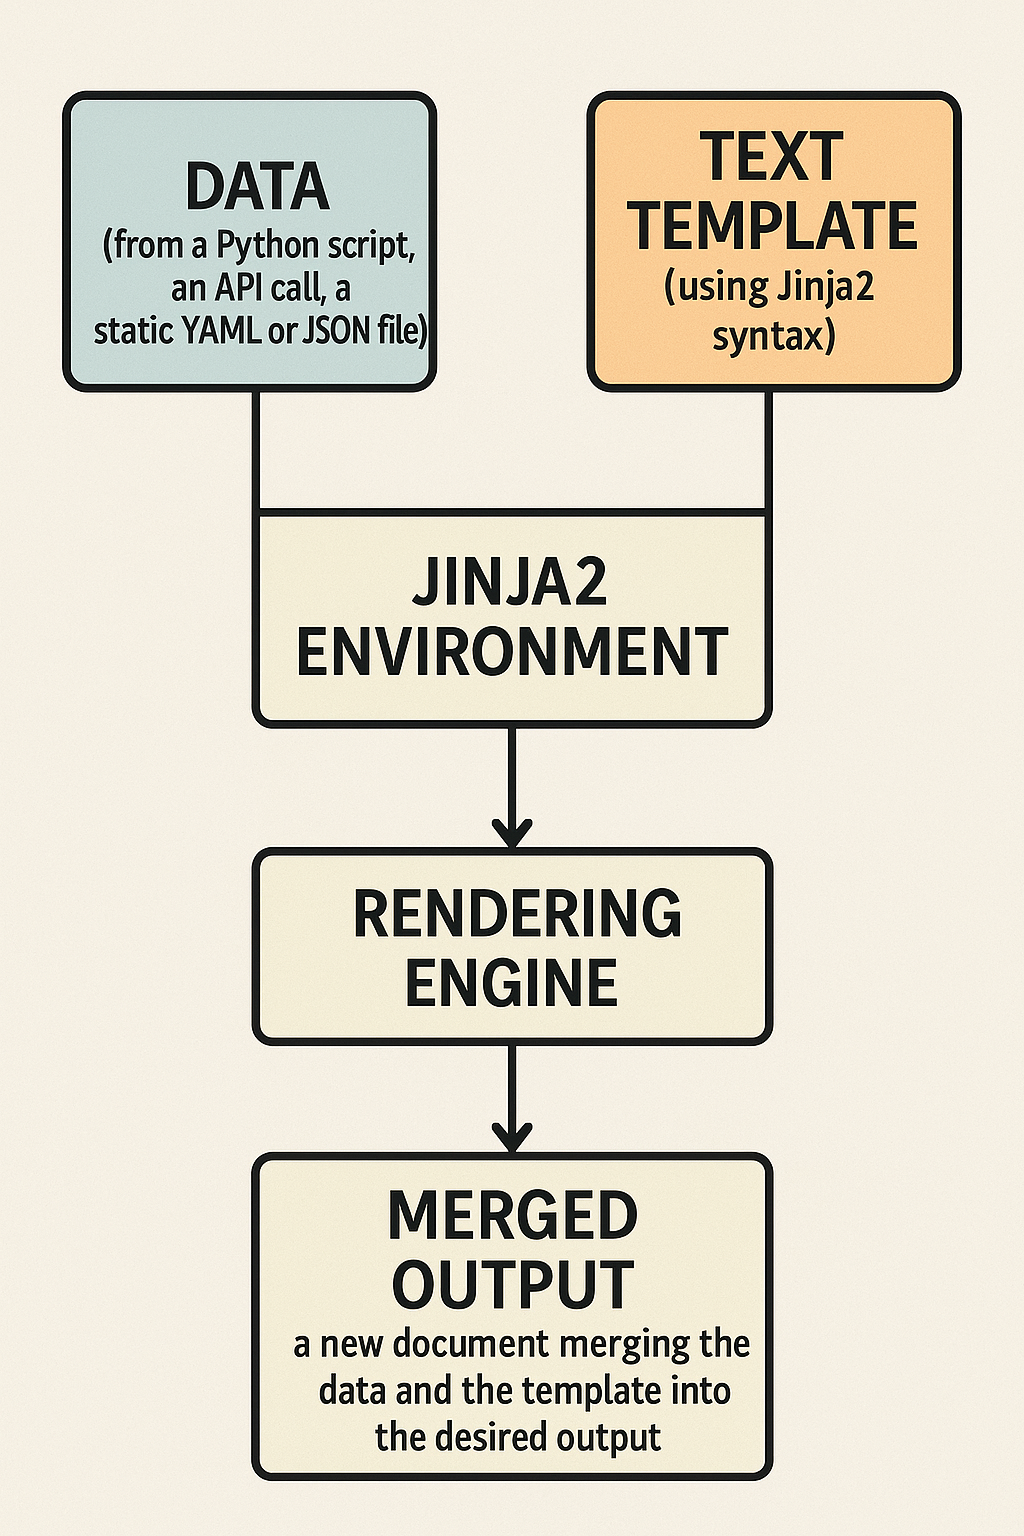 DATA
(from a Python script,
an API call, a
static YAML or JSON file)
TEXT
TEMPLATE
(using Jinja2
syntax)
JINJA2
ENVIRONMENT
RENDERING
ENGINE
MERGED
OUTPUT
a new document merging the
data and the template into
the desired output